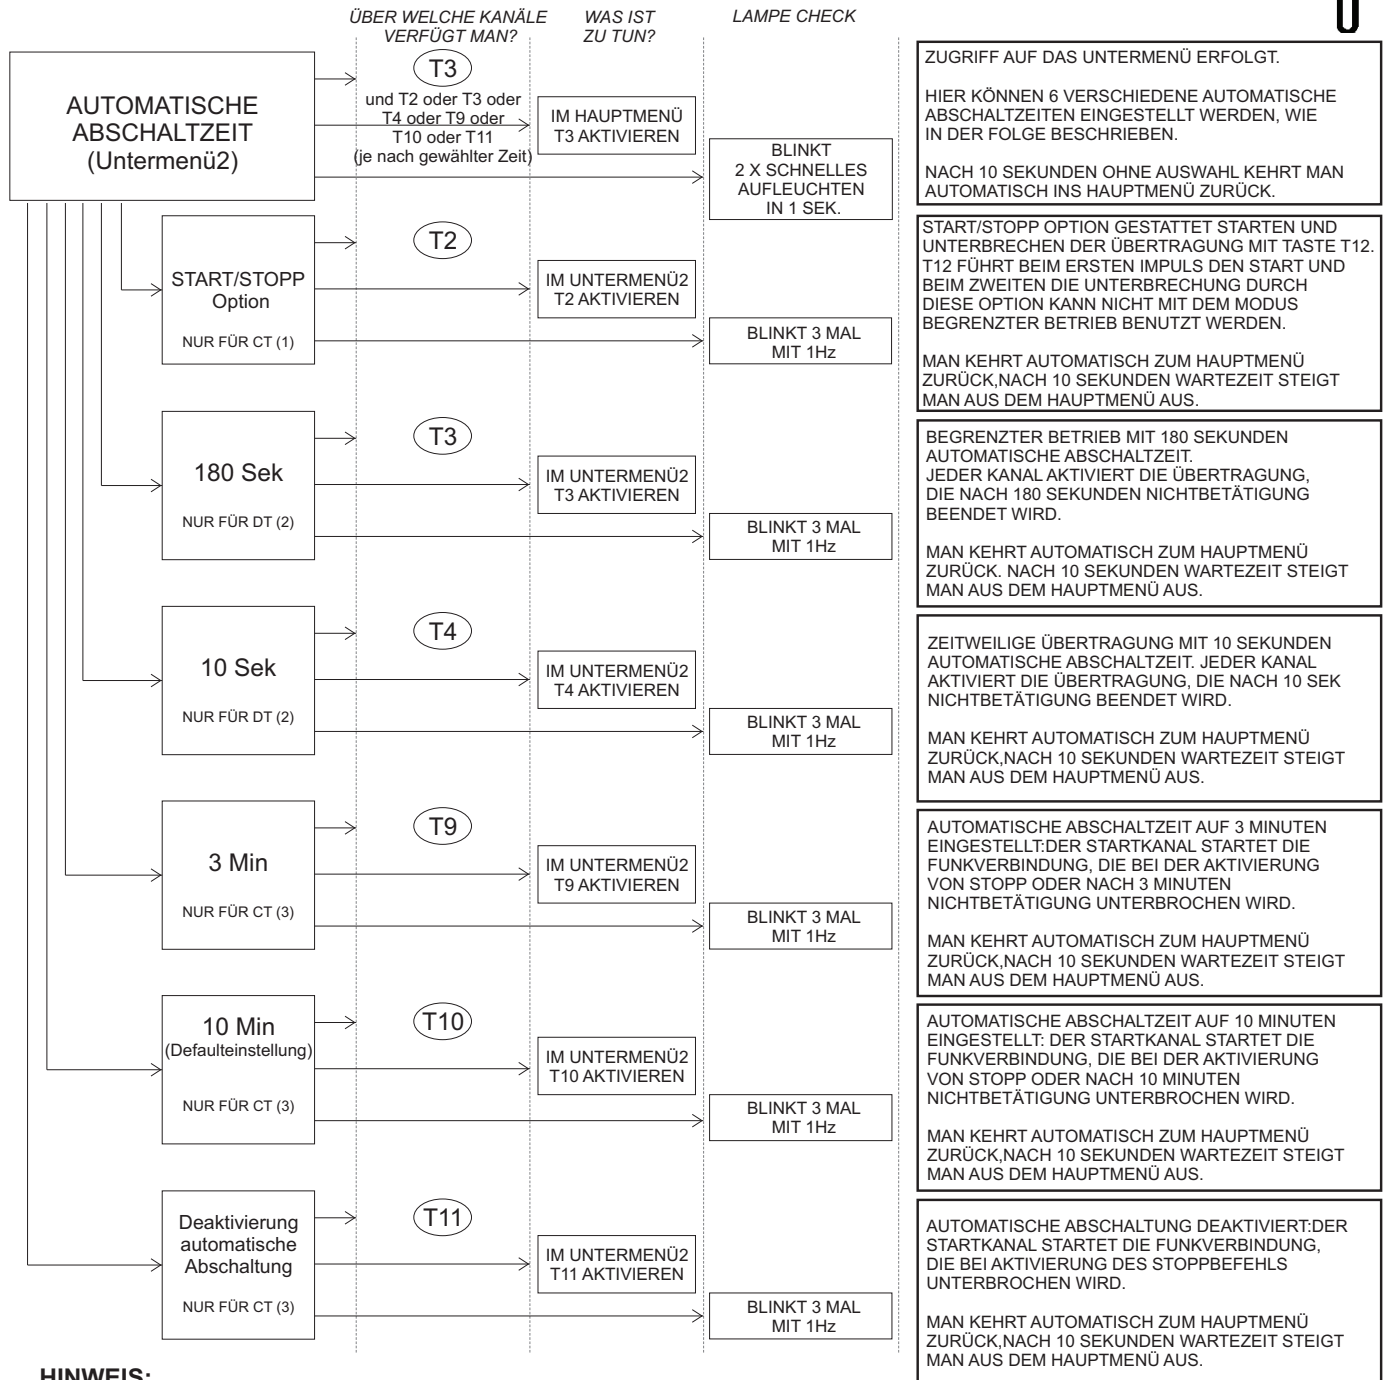 ÜBER WELCHE KANÄLE
VERFÜGT MAN?
WAS IST
ZU TUN?
LAMPE CHECK
AUTOMATISCHE
ABSCHALTZEIT
(Untermenü2)
T3
und T2 oder T3 oder
T4 oder T9 oder
T10 oder T11
(je nach gewählter Zeit)
IM HAUPTMENÜ
T3 AKTIVIEREN
BLINKT
2 X SCHNELLES
AUFLEUCHTEN
IN 1 SEK.
ZUGRIFF AUF DAS UNTERMENÜ ERFOLGT.
HIER KÖNNEN 6 VERSCHIEDENE AUTOMATISCHE
ABSCHALTZEITEN EINGESTELLT WERDEN, WIE
IN DER FOLGE BESCHRIEBEN.
NACH 10 SEKUNDEN OHNE AUSWAHL KEHRT MAN
AUTOMATISCH INS HAUPTMENÜ ZURÜCK.
START/STOPP
Option
NUR FÜR CT (1)
T2
IM UNTERMENÜ2
T2 AKTIVIEREN
BLINKT 3 MAL
MIT 1Hz
START/STOPP OPTION GESTATTET STARTEN UND
UNTERBRECHEN DER ÜBERTRAGUNG MIT TASTE T12.
T12 FÜHRT BEIM ERSTEN IMPULS DEN START UND
BEIM ZWEITEN DIE UNTERBRECHUNG DURCH
DIESE OPTION KANN NICHT MIT DEM MODUS
BEGRENZTER BETRIEB BENUTZT WERDEN.
MAN KEHRT AUTOMATISCH ZUM HAUPTMENÜ
ZURÜCK,NACH 10 SEKUNDEN WARTEZEIT STEIGT
MAN AUS DEM HAUPTMENÜ AUS.
180 Sek
NUR FÜR DT (2)
T3
IM UNTERMENÜ2
T3 AKTIVIEREN
BLINKT 3 MAL
MIT 1Hz
BEGRENZTER BETRIEB MIT 180 SEKUNDEN
AUTOMATISCHE ABSCHALTZEIT.
JEDER KANAL AKTIVIERT DIE ÜBERTRAGUNG,
DIE NACH 180 SEKUNDEN NICHTBETÄTIGUNG
BEENDET WIRD.
MAN KEHRT AUTOMATISCH ZUM HAUPTMENÜ
ZURÜCK. NACH 10 SEKUNDEN WARTEZEIT STEIGT
MAN AUS DEM HAUPTMENÜ AUS.
10 Sek
NUR FÜR DT (2)
T4
IM UNTERMENÜ2
T4 AKTIVIEREN
BLINKT 3 MAL
MIT 1Hz
ZEITWEILIGE ÜBERTRAGUNG MIT 10 SEKUNDEN
AUTOMATISCHE ABSCHALTZEIT. JEDER KANAL
AKTIVIERT DIE ÜBERTRAGUNG, DIE NACH 10 SEK
NICHTBETÄTIGUNG BEENDET WIRD.
MAN KEHRT AUTOMATISCH ZUM HAUPTMENÜ
ZURÜCK,NACH 10 SEKUNDEN WARTEZEIT STEIGT
MAN AUS DEM HAUPTMENÜ AUS.
3 Min
NUR FÜR CT (3)
T9
IM UNTERMENÜ2
T9 AKTIVIEREN
BLINKT 3 MAL
MIT 1Hz
AUTOMATISCHE ABSCHALTZEIT AUF 3 MINUTEN
EINGESTELLT:DER STARTKANAL STARTET DIE
FUNKVERBINDUNG, DIE BEI DER AKTIVIERUNG
VON STOPP ODER NACH 3 MINUTEN
NICHTBETÄTIGUNG UNTERBROCHEN WIRD.
MAN KEHRT AUTOMATISCH ZUM HAUPTMENÜ
ZURÜCK,NACH 10 SEKUNDEN WARTEZEIT STEIGT
MAN AUS DEM HAUPTMENÜ AUS.
10 Min
(Defaulteinstellung)
NUR FÜR CT (3)
T10
IM UNTERMENÜ2
T10 AKTIVIEREN
BLINKT 3 MAL
MIT 1Hz
AUTOMATISCHE ABSCHALTZEIT AUF 10 MINUTEN
EINGESTELLT: DER STARTKANAL STARTET DIE
FUNKVERBINDUNG, DIE BEI DER AKTIVIERUNG
VON STOPP ODER NACH 10 MINUTEN
NICHTBETÄTIGUNG UNTERBROCHEN WIRD.
MAN KEHRT AUTOMATISCH ZUM HAUPTMENÜ
ZURÜCK,NACH 10 SEKUNDEN WARTEZEIT STEIGT
MAN AUS DEM HAUPTMENÜ AUS.
Deaktivierung
automatische
Abschaltung
NUR FÜR CT (3)
T11
IM UNTERMENÜ2
T11 AKTIVIEREN
BLINKT 3 MAL
MIT 1Hz
AUTOMATISCHE ABSCHALTUNG DEAKTIVIERT:DER
STARTKANAL STARTET DIE FUNKVERBINDUNG,
DIE BEI AKTIVIERUNG DES STOPPBEFEHLS
UNTERBROCHEN WIRD.
MAN KEHRT AUTOMATISCH ZUM HAUPTMENÜ
ZURÜCK,NACH 10 SEKUNDEN WARTEZEIT STEIGT
MAN AUS DEM HAUPTMENÜ AUS.
HINWEIS: